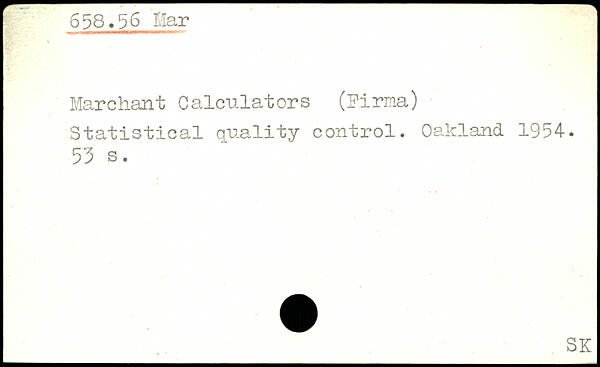 658.56 Mar
Marchant Calculators (Firma)
Statistical quality control. Oakland 1954.
53 s.
SK